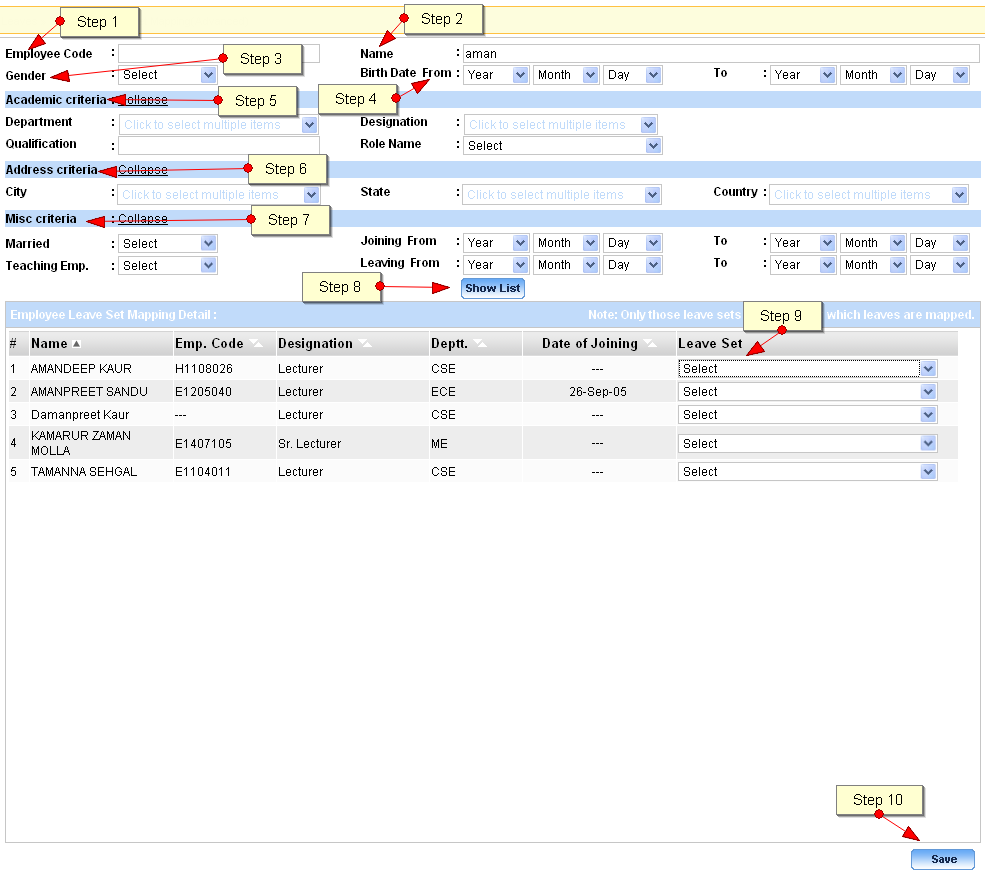 Step 1
Step 2
Employee Code :
Name : aman
Step 3
Gender : Select
Birth Date From : Year Month Day To : Year Month Day
Step 4
Step 5
Academic criteria : Collapse
Department : Click to select multiple items
Designation : Click to select multiple items
Qualification :
Role Name : Select
Step 6
Address criteria : Collapse
City : Click to select multiple items
State : Click to select multiple items
Country : Click to select multiple items
Step 7
Misc criteria : Collapse
Married : Select
Joining From : Year Month Day To : Year Month Day
Teaching Emp. : Select
Leaving From : Year Month Day To : Year Month Day
Step 8
Show List
Employee Leave Set Mapping Detail :
Note: Only those leave sets which leaves are mapped.
Step 9
# Name Emp. Code Designation Deptt. Date of Joining Leave Set
1 AMANDEEP KAUR H1108026 Lecturer CSE --- Select
2 AMANPREET SANDU E1205040 Lecturer ECE 26-Sep-05 Select
3 Damanpreet Kaur --- Lecturer CSE --- Select
4 KAMARUR ZAMAN MOLLA E1407105 Sr. Lecturer ME --- Select
5 TAMANNA SEHGAL E1104011 Lecturer CSE --- Select
Step 10
Save